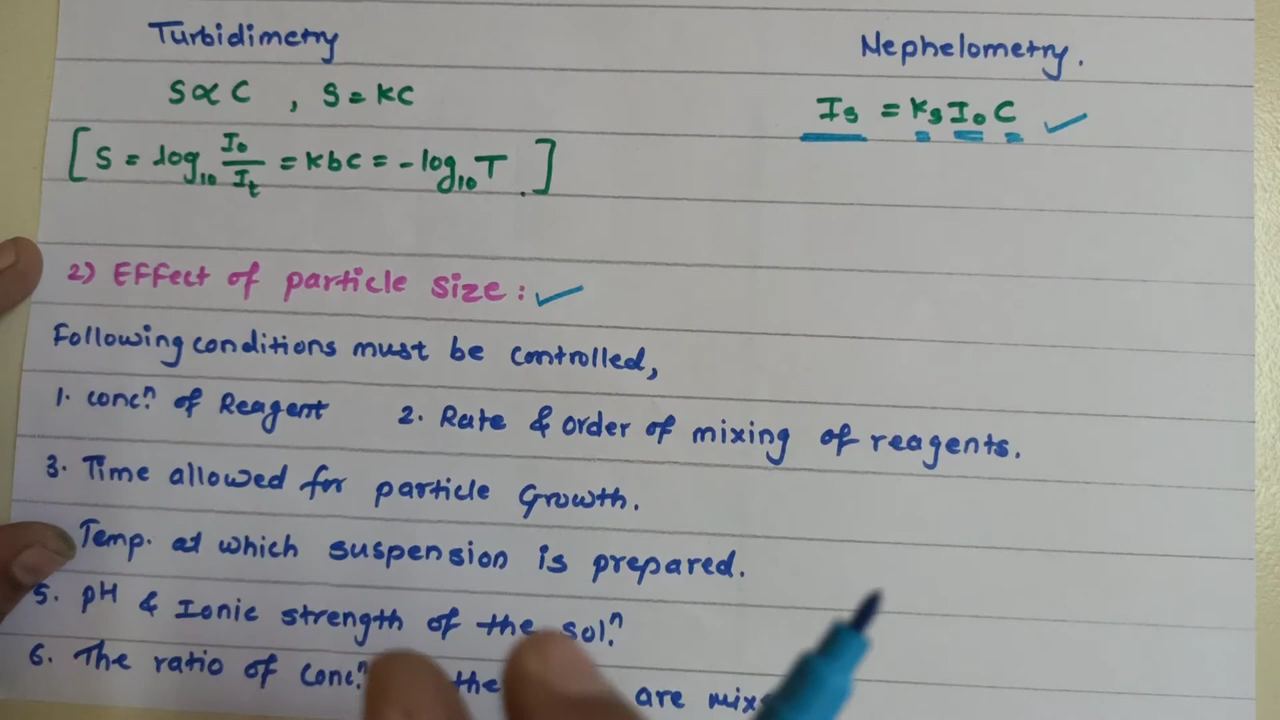 Turbidimetry Nephelometry.
S∝C , S=KC Is = KsIoC
[S = log10 Io/It = Kbc = -log10 T.]
2) Effect of particle size:
Following conditions must be controlled,
1. concn. of Reagent 2. Rate & order of mixing of reagents.
3. Time allowed for particle Growth.
Temp. at which suspension is prepared.
5. pH & Ionic strength of the soln.
6. The ratio of concn. the are